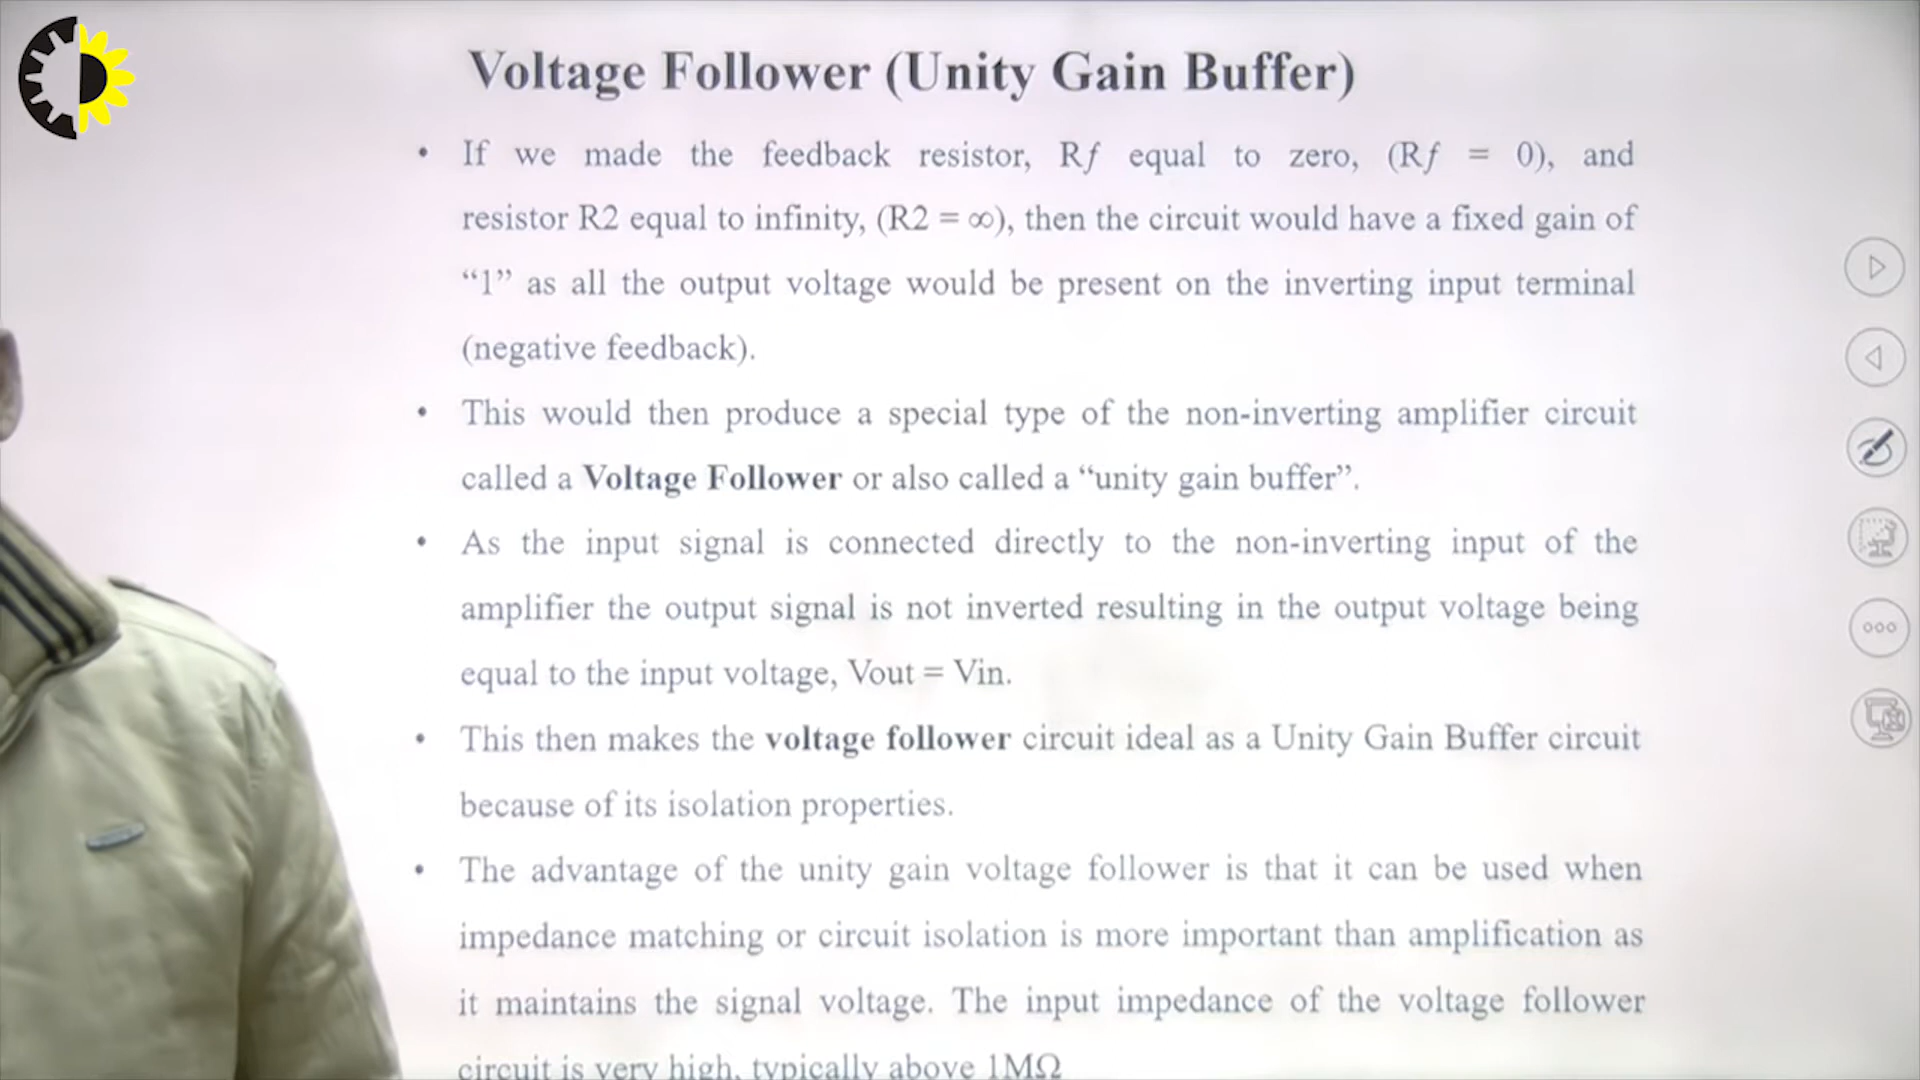 Voltage Follower (Unity Gain Buffer)
• If we made the feedback resistor, Rf equal to zero, (Rf = 0), and
resistor R2 equal to infinity, (R2 = ∞), then the circuit would have a fixed gain of
“1” as all the output voltage would be present on the inverting input terminal
(negative feedback).
• This would then produce a special type of the non-inverting amplifier circuit
called a Voltage Follower or also called a “unity gain buffer”.
• As the input signal is connected directly to the non-inverting input of the
amplifier the output signal is not inverted resulting in the output voltage being
equal to the input voltage, Vout = Vin.
• This then makes the voltage follower circuit ideal as a Unity Gain Buffer circuit
because of its isolation properties.
• The advantage of the unity gain voltage follower is that it can be used when
impedance matching or circuit isolation is more important than amplification as
it maintains the signal voltage. The input impedance of the voltage follower
circuit is very high, typically above 1MΩ